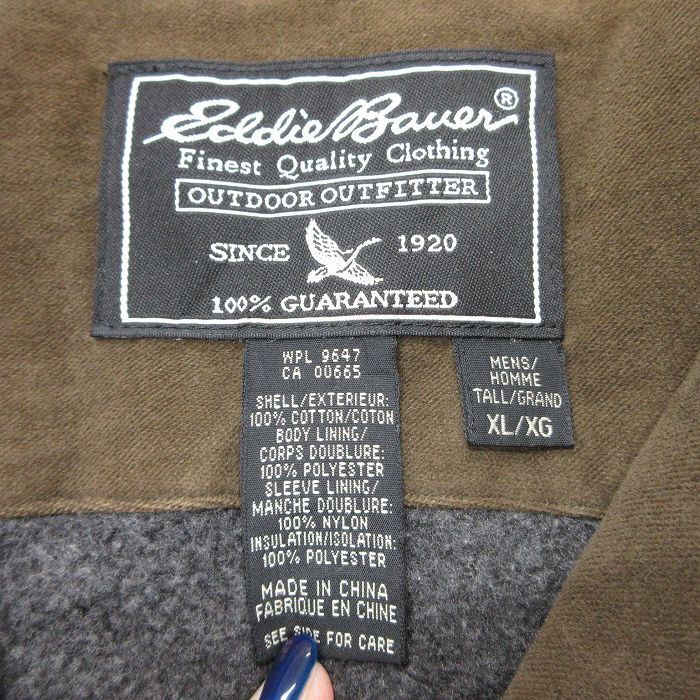 Eddie Bauer®
Finest Quality Clothing
OUTDOOR OUTFITTER
SINCE 1920
100% GUARANTEED
WPL 9647
CA 00665
SHELL/EXTERIEUR:
100% COTTON/COTON
BODY LINING/
CORPS DOUBLURE:
100% POLYESTER
SLEEVE LINING/
MANCHE DOUBLURE:
100% NYLON
INSULATION/ISOLATION:
100% POLYESTER
MADE IN CHINA
FABRIQUE EN CHINE
SEE SIDE FOR CARE
MENS/
HOMME
TALL/GRAND
XL/XG